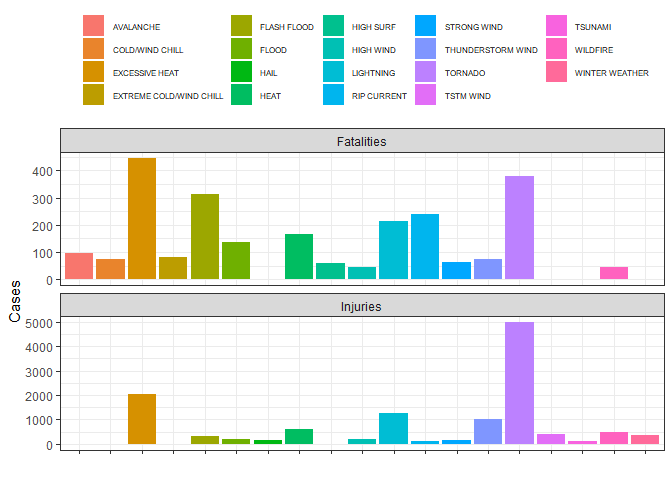 AVALANCHE FLASH FLOOD HIGH SURF STRONG WIND TSUNAMI
COLD/WIND CHILL FLOOD HIGH WIND THUNDERSTORM WIND WILDFIRE
EXCESSIVE HEAT HAIL LIGHTNING TORNADO WINTER WEATHER
EXTREME COLD/WIND CHILL HEAT RIP CURRENT TSTM WIND
Fatalities
400
300
200
100
0
Cases
Injuries
5000
4000
3000
2000
1000
0